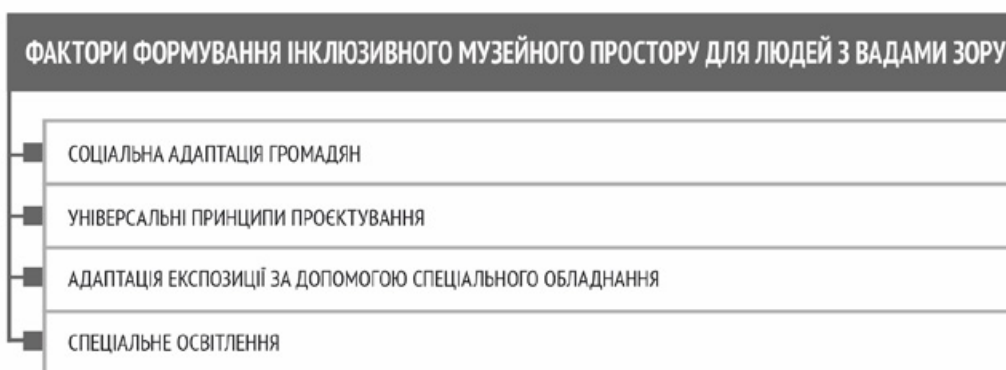 ФАКТОРИ ФОРМУВАННЯ ІНКЛЮЗИВНОГО МУЗЕЙНОГО ПРОСТОРУ ДЛЯ ЛЮДЕЙ З ВАДАМИ ЗОРУ
СОЦІАЛЬНА АДАПТАЦІЯ ГРОМАДЯН
УНІВЕРСАЛЬНІ ПРИНЦИПИ ПРОЄКТУВАННЯ
АДАПТАЦІЯ ЕКСПОЗИЦІЇ ЗА ДОПОМОГОЮ СПЕЦІАЛЬНОГО ОБЛАДНАННЯ
СПЕЦІАЛЬНЕ ОСВІТЛЕННЯ